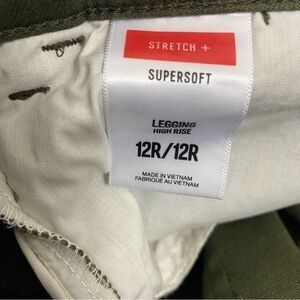 STRETCH +
SUPERSOFT
LEGGING
HIGH RISE
12R/12R
MADE IN VIETNAM
FABRIQUÉ AU VIETNAM